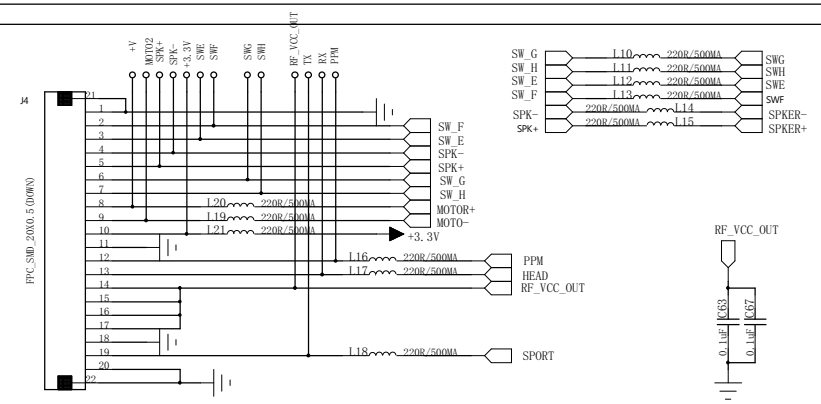 +V
MOTO2
SPK+
SPK-
+3.3V
SWE
SWF
SWG
SWH
RF_VCC_OUT
TX
RX
PPM
J4
FPC_SMD_20X0.5(DOWN)
21
1
2 SW_F
3 SW_E
4 SPK-
5 SPK+
6 SW_G
7 SW_H
8 L20 220R/500MA MOTOR+
9 L19 220R/500MA MOTO-
10 L21 220R/500MA +3.3V
11
12 L16 220R/500MA PPM
13 L17 220R/500MA HEAD
14 RF_VCC_OUT
15
16
17
18
19 L18 220R/500MA SPORT
20
22
SW_G L10 220R/500MA SWG
SW_H L11 220R/500MA SWH
SW_E L12 220R/500MA SWE
SW_F L13 220R/500MA SWF
SPK- 220R/500MA L14 SPKER-
SPK+ 220R/500MA L15 SPKER+
RF_VCC_OUT
C63
0.1uF
C67
0.1uF